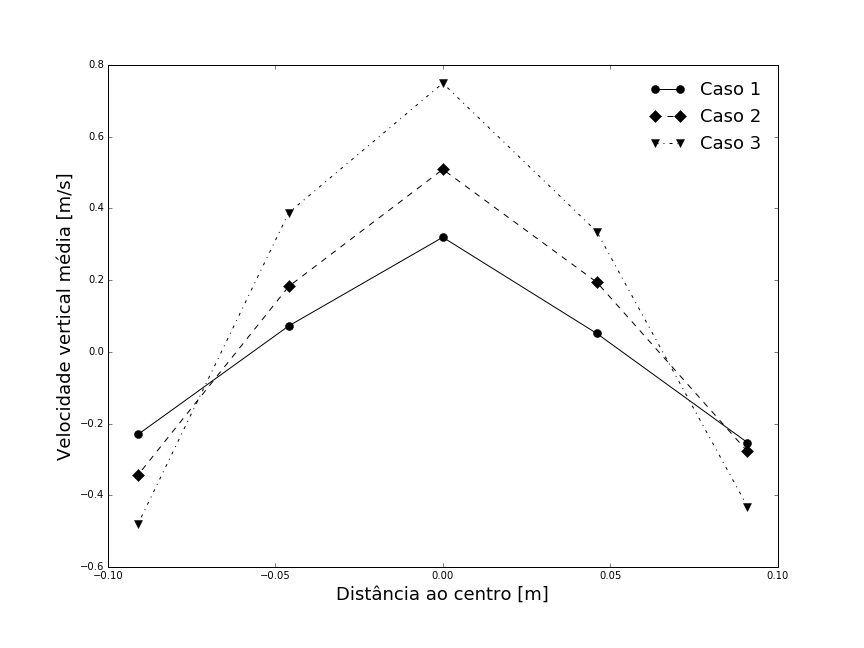 Caso 1
Caso 2
Caso 3
0.8
0.6
0.4
0.2
0.0
−0.2
−0.4
−0.6
Velocidade vertical média [m/s]
−0.10
−0.05
0.00
0.05
0.10
Distância ao centro [m]